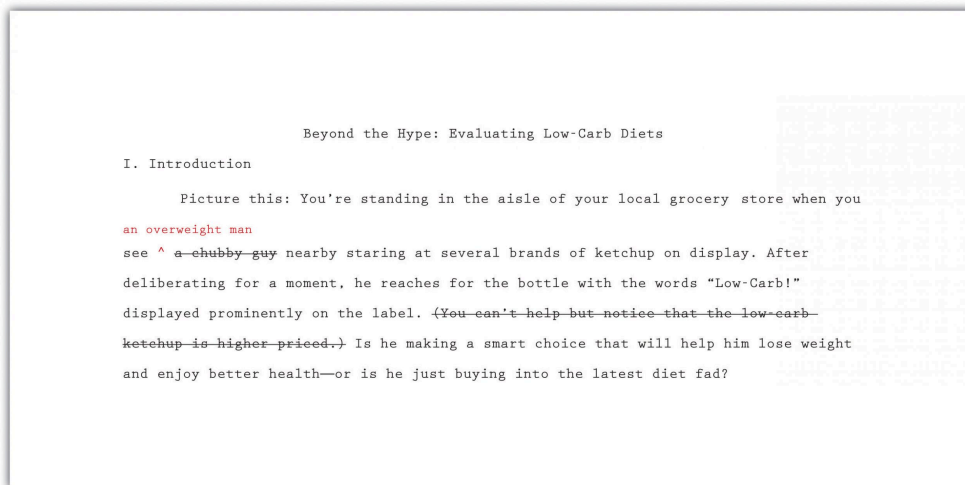 Beyond the Hype: Evaluating Low-Carb Diets
I. Introduction
Picture this: You’re standing in the aisle of your local grocery store when you
an overweight man
see ^ a chubby guy nearby staring at several brands of ketchup on display. After
deliberating for a moment, he reaches for the bottle with the words “Low-Carb!”
displayed prominently on the label. (You can’t help but notice that the low-carb
ketchup is higher priced.) Is he making a smart choice that will help him lose weight
and enjoy better health—or is he just buying into the latest diet fad?